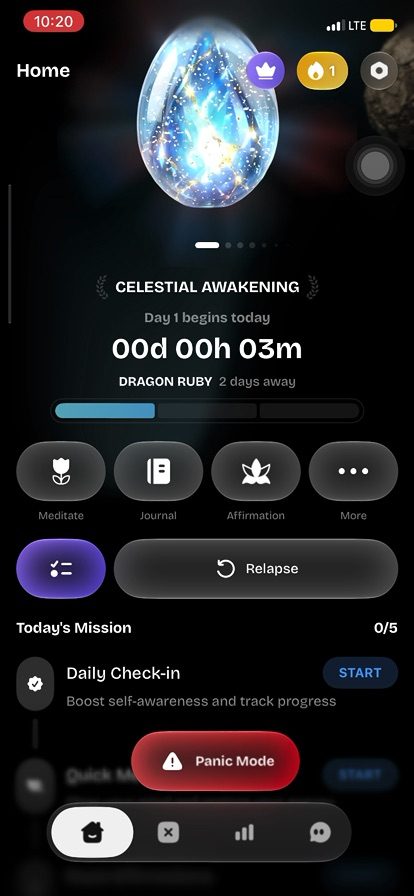 10:20
LTE
Home
1
CELESTIAL AWAKENING
Day 1 begins today
00d 00h 03m
DRAGON RUBY 2 days away
Meditate Journal Affirmation More
Relapse
Today's Mission 0/5
Daily Check-in START
Boost self-awareness and track progress
Quick START
Panic Mode